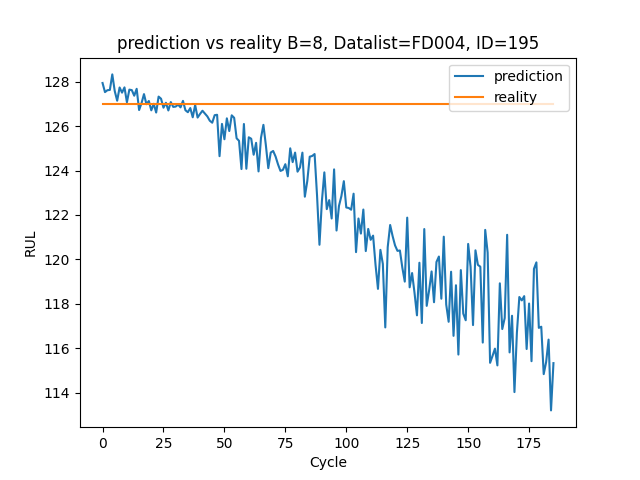 prediction vs reality B=8, Datalist=FD004, ID=195
prediction
reality
RUL
128
126
124
122
120
118
116
114
0 25 50 75 100 125 150 175
Cycle